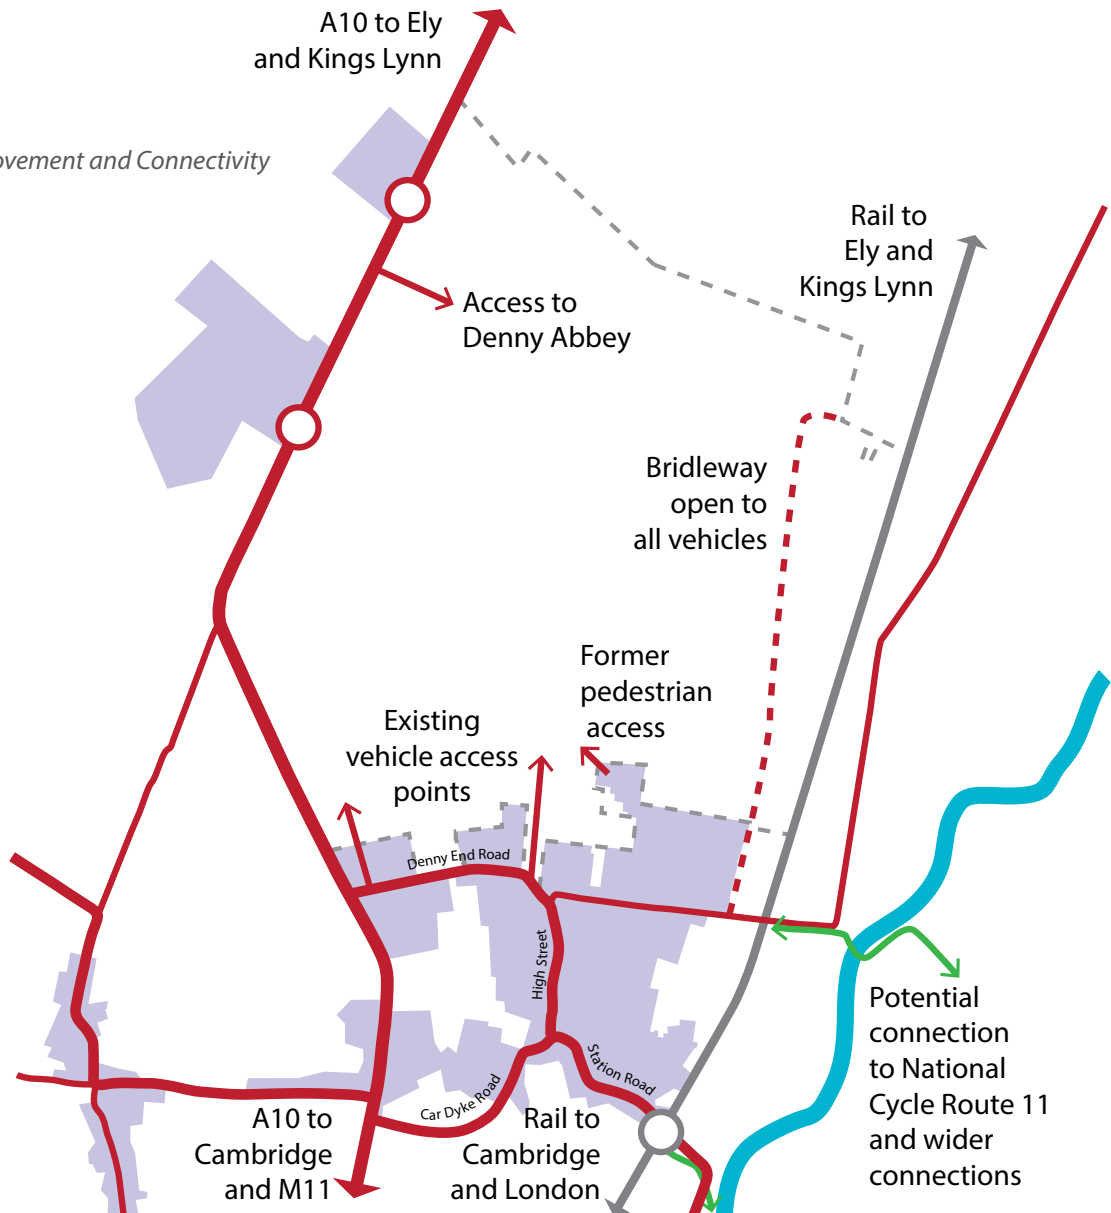 A10 to Ely
and Kings Lynn
and Connectivity
Rail to
Ely and
Kings Lynn
Access to
Denny Abbey
Bridleway
open to
all vehicles
Former
pedestrian
access
Existing
vehicle access
points
Denny End Road
High Street
Station Road
Car Dyke Road
Potential
connection
to National
Cycle Route 11
and wider
connections
A10 to
Cambridge
and M11
Rail to
Cambridge
and London